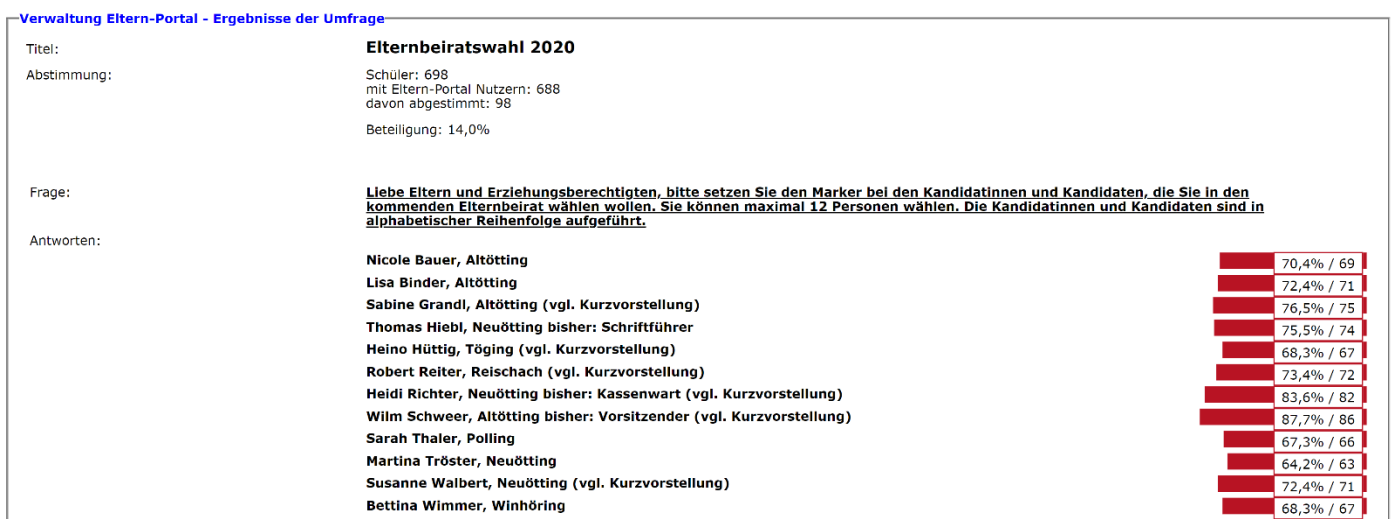 Verwaltung Eltern-Portal - Ergebnisse der Umfrage
Titel: Elternbeiratswahl 2020
Abstimmung: Schüler: 698
mit Eltern-Portal Nutzern: 688
davon abgestimmt: 98
Beteiligung: 14,0%
Frage: Liebe Eltern und Erziehungsberechtigten, bitte setzen Sie den Marker bei den Kandidatinnen und Kandidaten, die Sie in den
kommenden Elternbeirat wählen wollen. Sie können maximal 12 Personen wählen. Die Kandidatinnen und Kandidaten sind in
alphabetischer Reihenfolge aufgeführt.
Antworten:
Nicole Bauer, Altötting 70,4% / 69
Lisa Binder, Altötting 72,4% / 71
Sabine Grandl, Altötting (vgl. Kurzvorstellung) 76,5% / 75
Thomas Hiebl, Neuötting bisher: Schriftführer 75,5% / 74
Heino Hüttig, Töging (vgl. Kurzvorstellung) 68,3% / 67
Robert Reiter, Reischach (vgl. Kurzvorstellung) 73,4% / 72
Heidi Richter, Neuötting bisher: Kassenwart (vgl. Kurzvorstellung) 83,6% / 82
Wilm Schweer, Altötting bisher: Vorsitzender (vgl. Kurzvorstellung) 87,7% / 86
Sarah Thaler, Polling 67,3% / 66
Martina Tröster, Neuötting 64,2% / 63
Susanne Walbert, Neuötting (vgl. Kurzvorstellung) 72,4% / 71
Bettina Wimmer, Winhöring 68,3% / 67